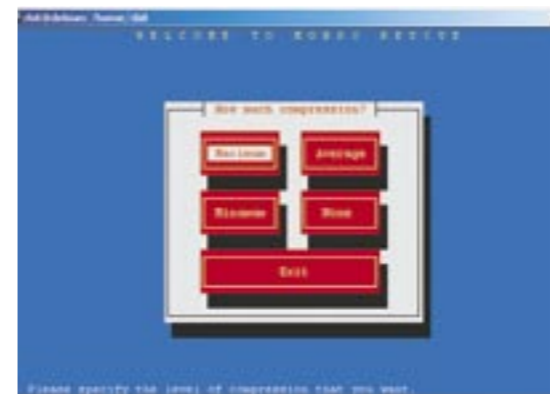 WELCOME TO MONDO RESCUE
How much compression?
Maximum Average
Minimum None
Exit
Please specify the level of compression that you want.